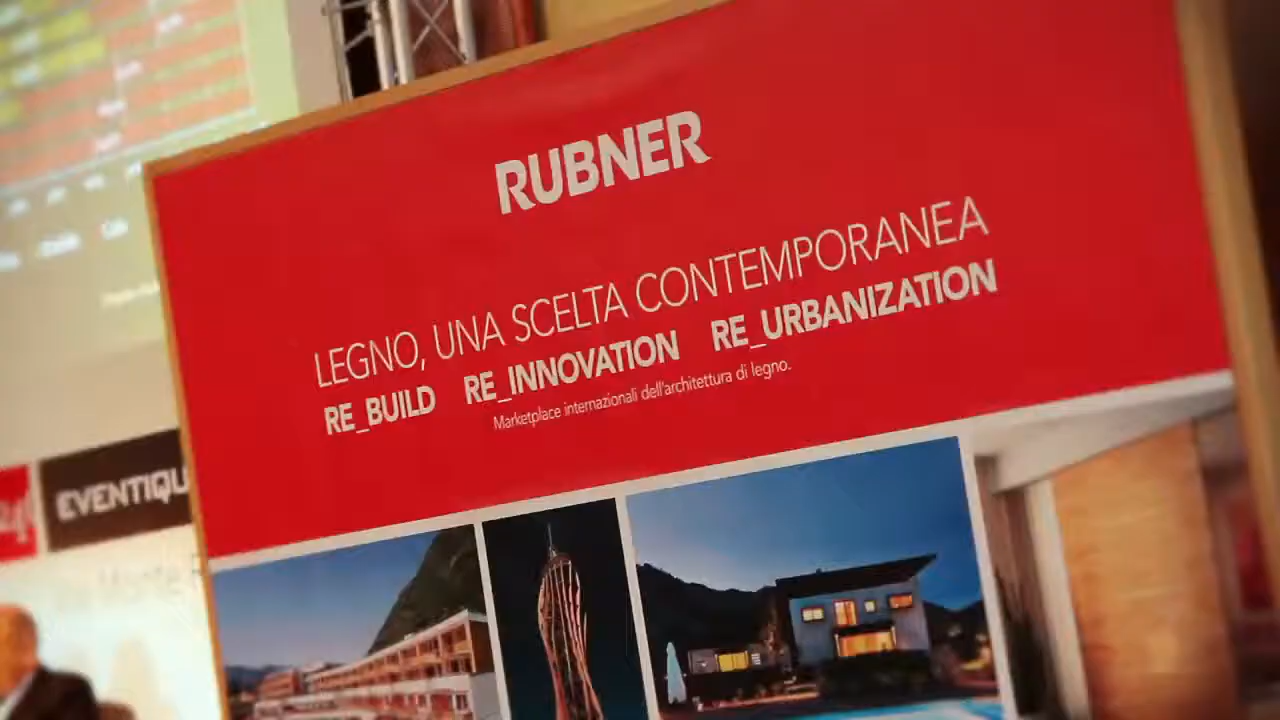 RUBNER
LEGNO, UNA SCELTA CONTEMPORANEA
RE_BUILD RE_INNOVATION RE_URBANIZATION
Marketplace internazionali dell'architettura di legno.
EVENTIQU